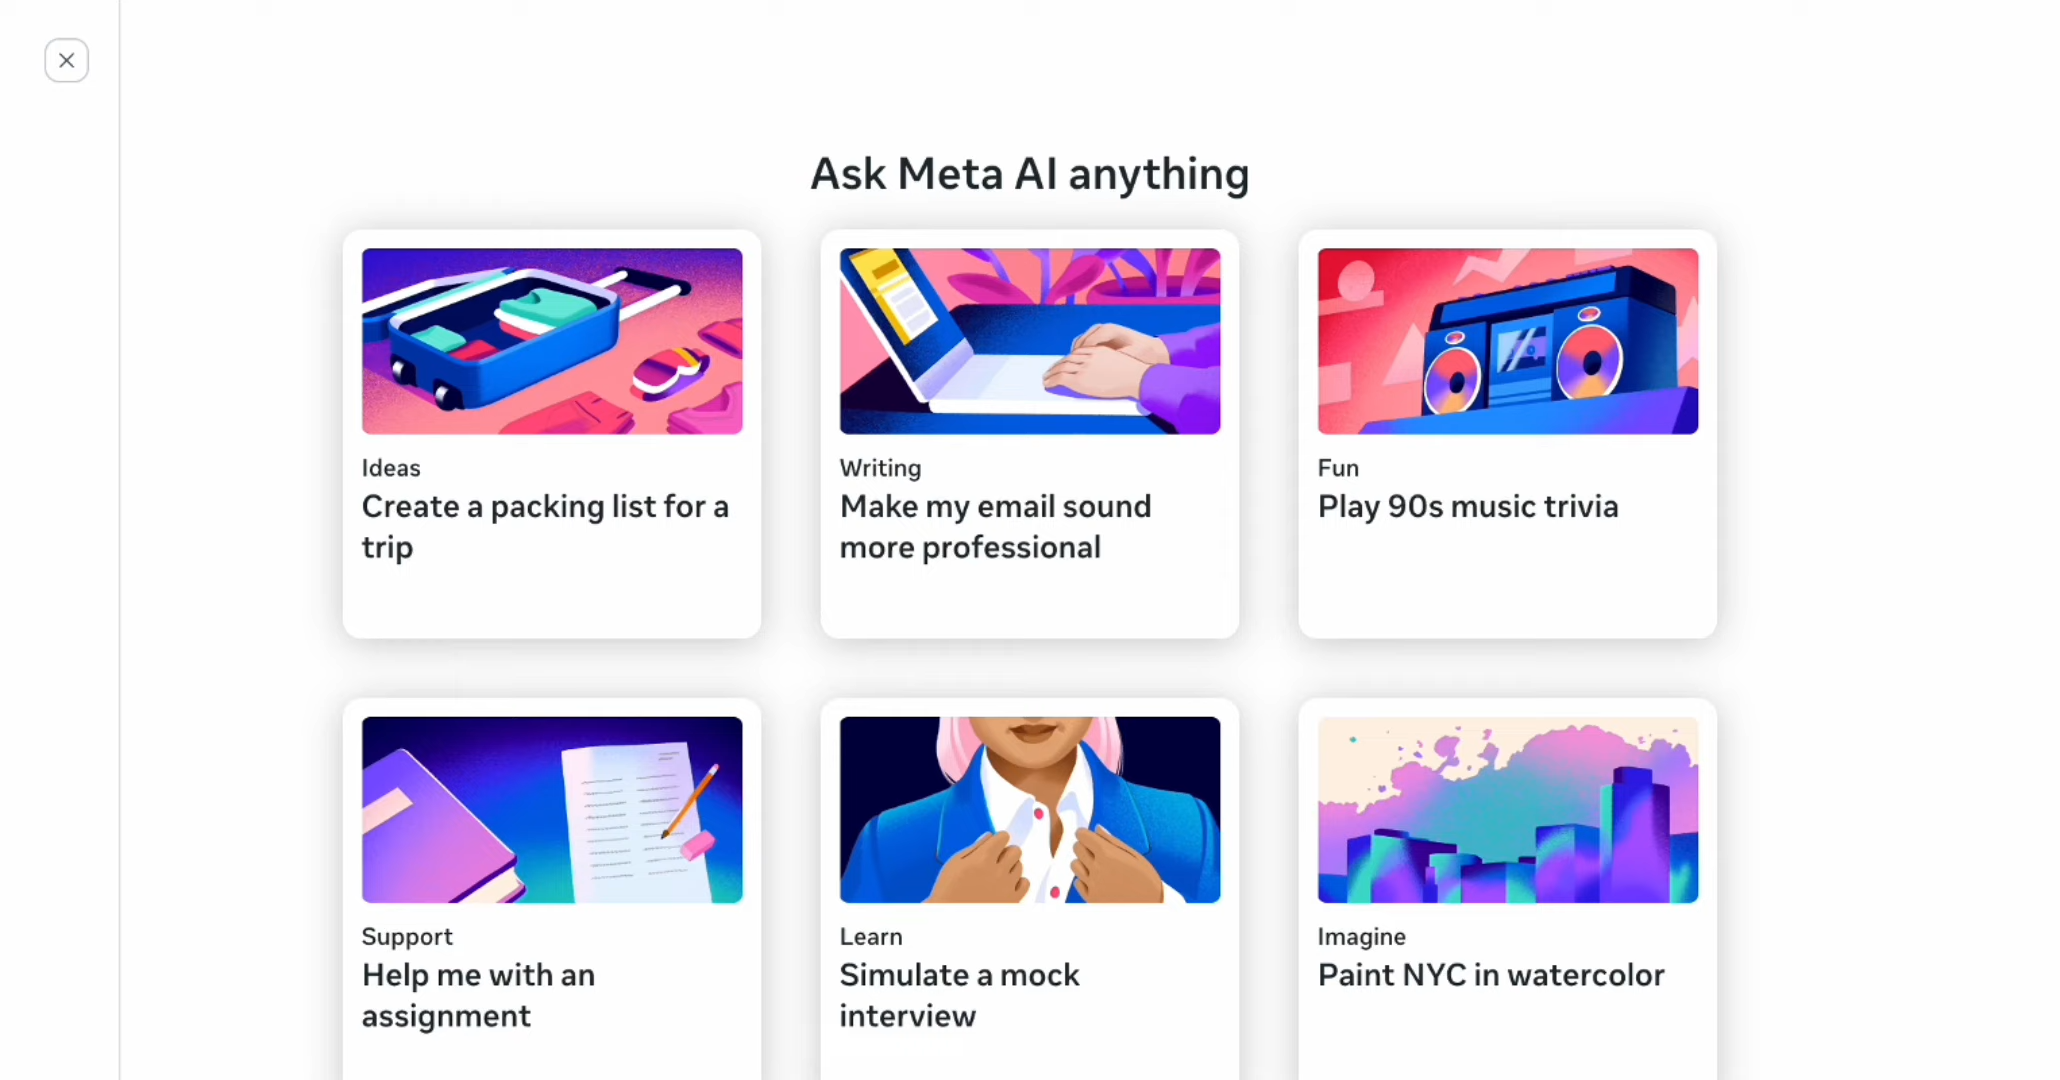 Ask Meta AI anything
Ideas
Create a packing list for a
trip
Writing
Make my email sound
more professional
Fun
Play 90s music trivia
Support
Help me with an
assignment
Learn
Simulate a mock
interview
Imagine
Paint NYC in watercolor